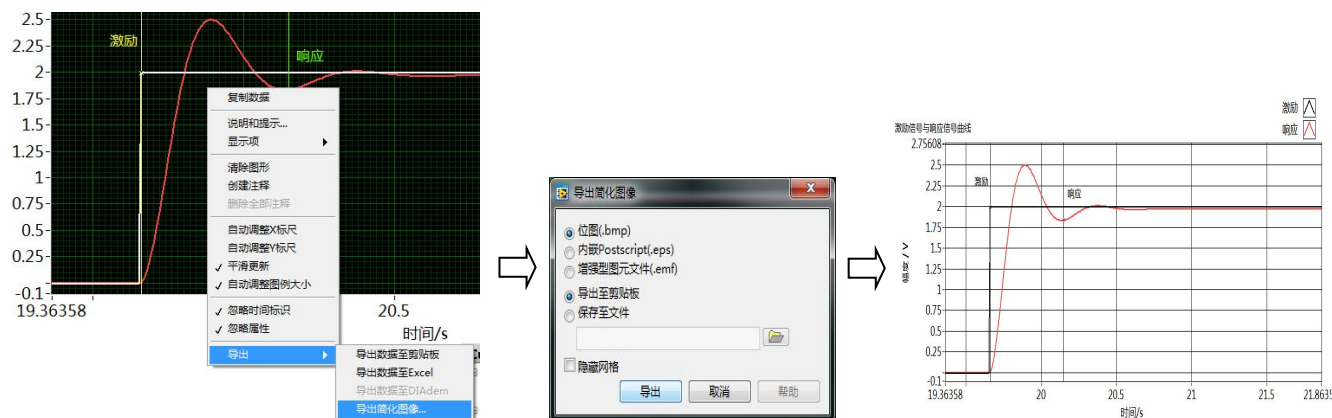 2.5
2.25
2
1.75
1.5
1.25
1
0.75
0.5
0.25
-0.1
19.36358
20.5
时间/s
激励
响应
复制数据
说明和提示...
显示项
清除图形
创建注释
删除全部注释
自动调整X标尺
自动调整Y标尺
平滑更新
自动调整图例大小
忽略时间标识
忽略属性
导出
导出数据至剪贴板
导出数据至Excel
导出数据至DIAdem
导出简化图像...
导出简化图像
位图(.bmp)
内嵌Postscript(.eps)
增强型图元文件(.emf)
导出至剪贴板
保存至文件
隐藏网格
导出
取消
帮助
激励
响应
激励信号与响应信号曲线
2.75608
2.5
2.25
2
1.75
1.5
1.25
1
0.75
0.5
0.25
-0.1
幅度 / V
激励
响应
19.36358
20
20.5
21
21.5
21.8635
时间/s